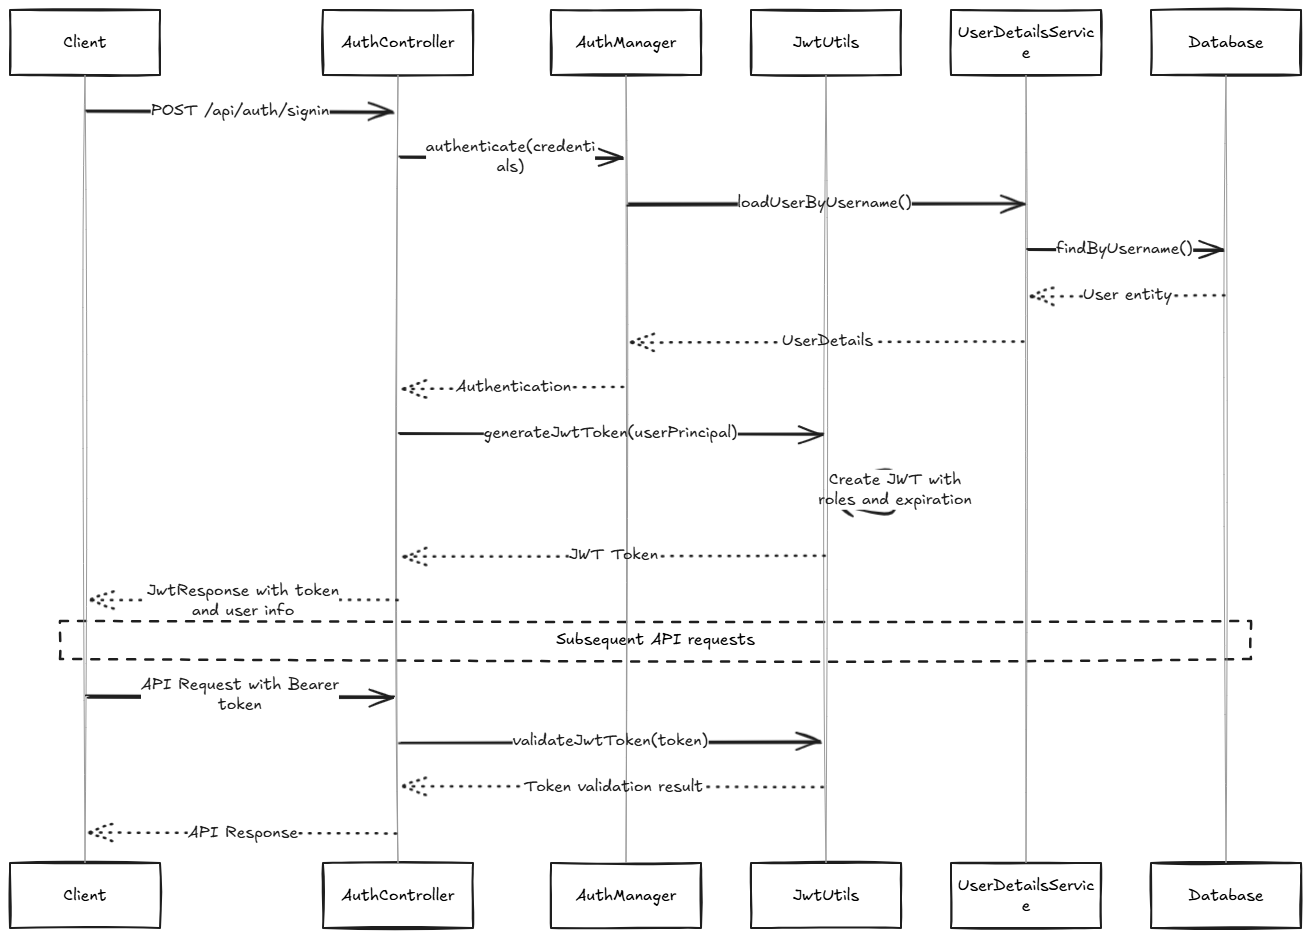 Client
AuthController
AuthManager
JwtUtils
UserDetailsServic
e
Database
POST /api/auth/signin
authenticate(credenti
als)
loadUserByUsername()
findByUsername()
User entity
UserDetails
Authentication
generateJwtToken(userPrincipal)
Create JWT with
roles and expiration
JWT Token
JwtResponse with token
and user info
Subsequent API requests
API Request with Bearer
token
validateJwtToken(token)
Token validation result
API Response
Client
AuthController
AuthManager
JwtUtils
UserDetailsServic
e
Database